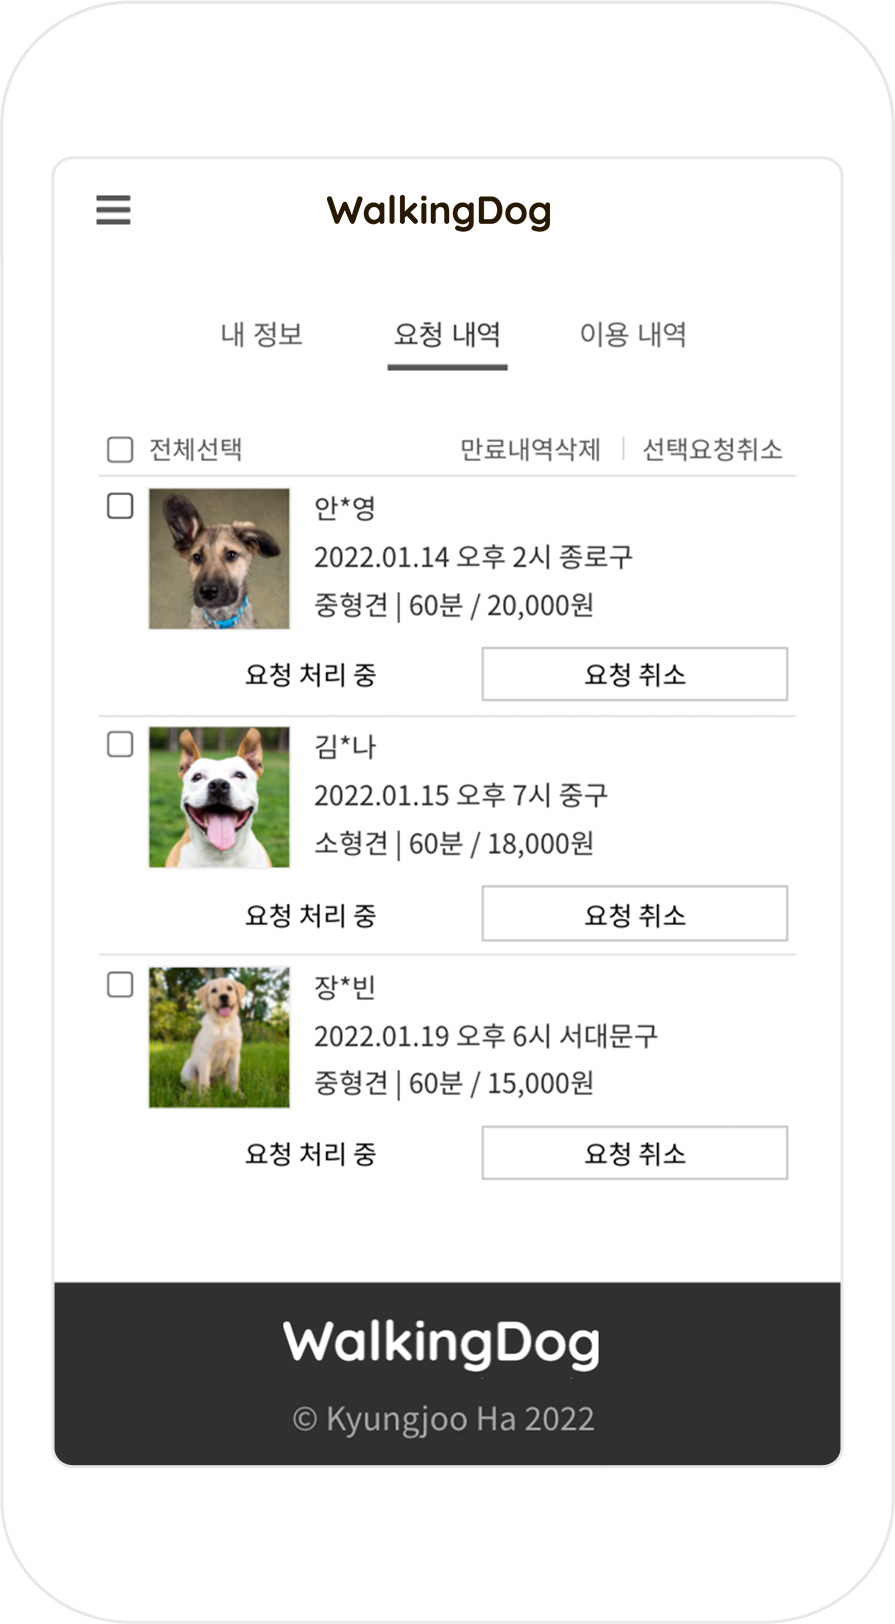 WalkingDog
내 정보 요청 내역 이용 내역
전체선택 만료내역삭제 | 선택요청취소
안*영
2022.01.14 오후 2시 종로구
중형견 | 60분 / 20,000원
요청 처리 중 요청 취소
김*나
2022.01.15 오후 7시 중구
소형견 | 60분 / 18,000원
요청 처리 중 요청 취소
장*빈
2022.01.19 오후 6시 서대문구
중형견 | 60분 / 15,000원
요청 처리 중 요청 취소
WalkingDog
© Kyungjoo Ha 2022